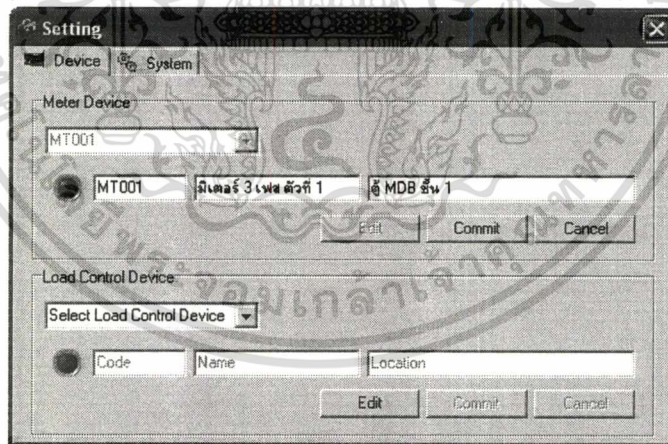 Setting
Device System
Meter Device
MT001
MT001 มิเตอร์ 3 เฟส ตัวที่ 1 ตู้ MDB ชั้น 1
Edit Commit Cancel
Load Control Device
Select Load Control Device
Code Name Location
Edit Commit Cancel